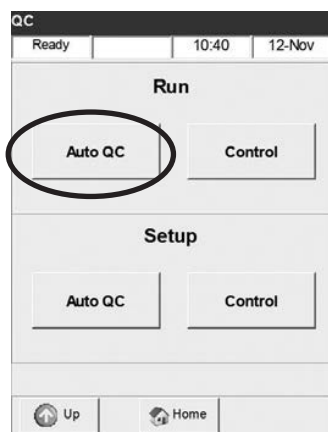 QC
Ready 10:40 12-Nov
Run
Auto QC Control
Setup
Auto QC Control
Up Home